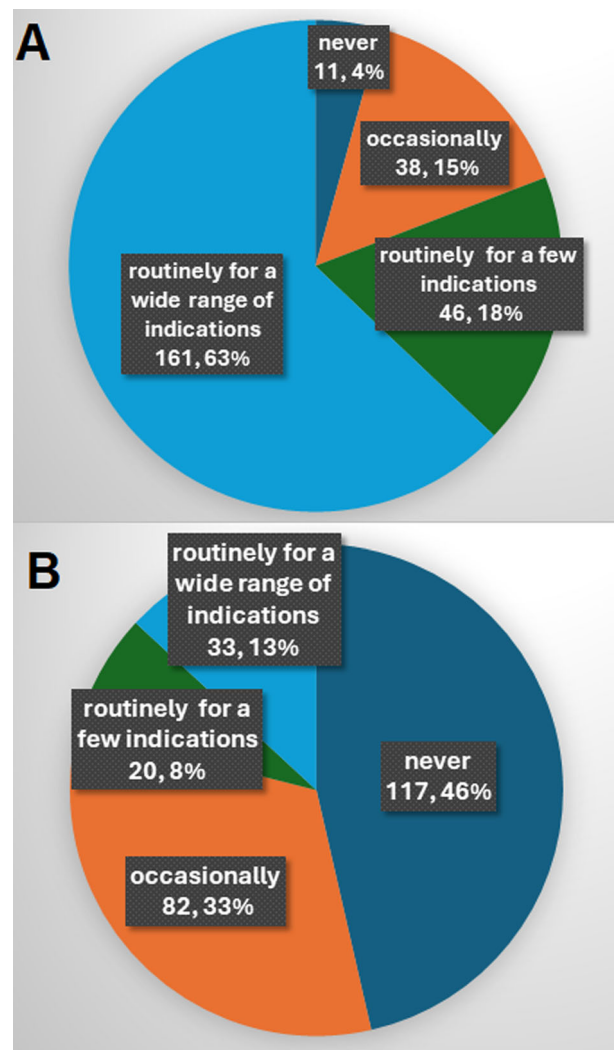 A
never
11, 4%
occasionally
38, 15%
routinely for a few
indications
46, 18%
routinely for a
wide range of
indications
161, 63%
B
routinely for a
wide range of
indications
33, 13%
routinely for a
few indications
20, 8%
never
117, 46%
occasionally
82, 33%